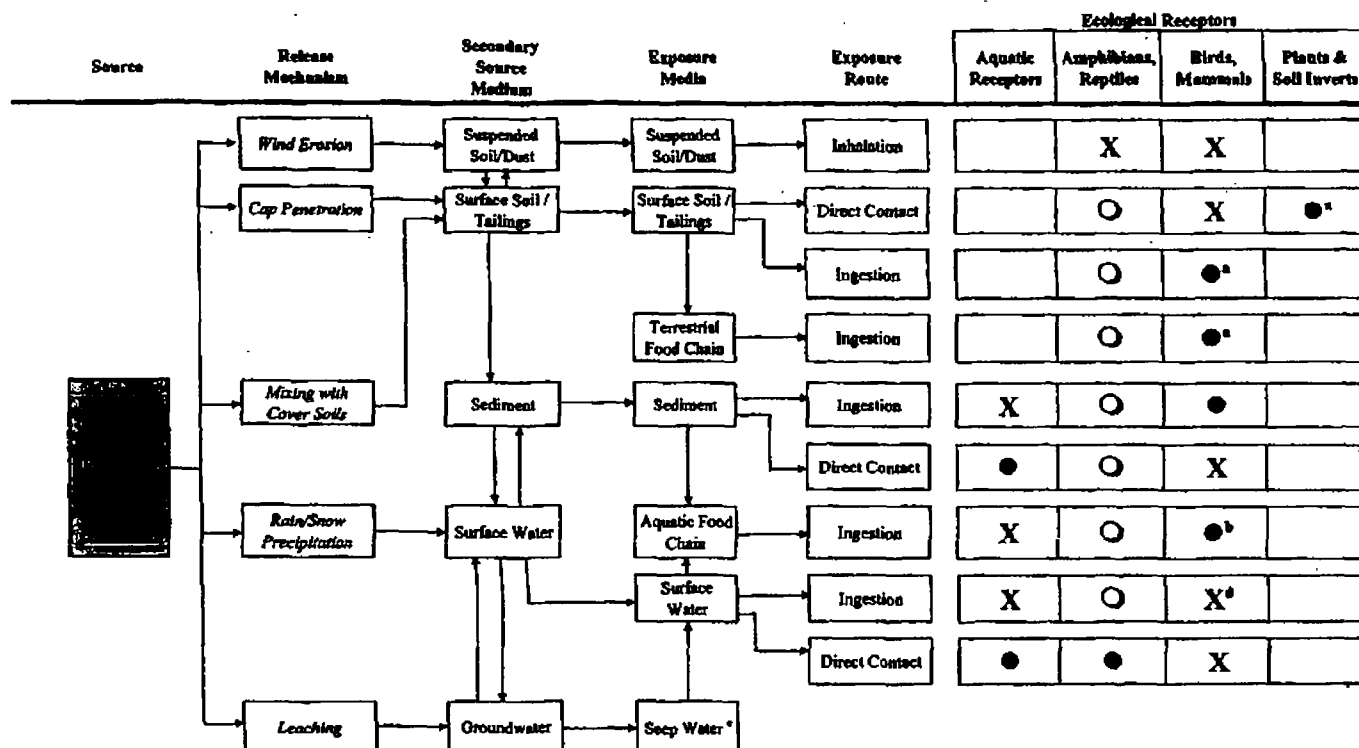 Ecological Receptors
Source
Release
Mechanism
Secondary
Source
Medium
Exposure
Media
Exposure
Route
Aquatic
Receptors
Amphibians,
Reptiles
Birds,
Mammals
Plants &
Soil Inverts
Wind Erosion
Suspended
Soil/Dust
Suspended
Soil/Dust
Inhalation
X
X
Cap Penetration
Surface Soil /
Tailings
Surface Soil /
Tailings
Direct Contact
X
a
Ingestion
a
Terrestrial
Food Chain
Ingestion
a
Mixing with
Cover Soils
Sediment
Sediment
Ingestion
X
Direct Contact
X
Rain/Snow
Precipitation
Surface Water
Aquatic Food
Chain
Ingestion
X
b
Surface
Water
Ingestion
X
X d
Direct Contact
X
Leaching
Groundwater
Seep Water